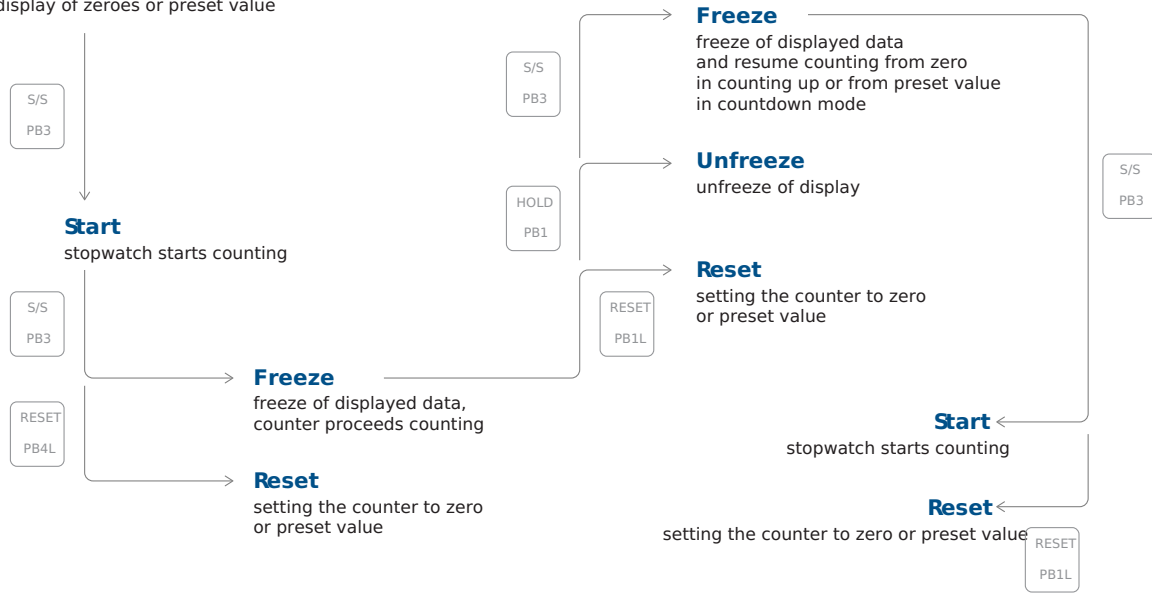 display of zeroes or preset value
S/S
PB3
Start
stopwatch starts counting
S/S
PB3
RESET
PB4L
Freeze
freeze of displayed data,
counter proceeds counting
Reset
setting the counter to zero
or preset value
S/S
PB3
HOLD
PB1
RESET
PB1L
Freeze
freeze of displayed data
and resume counting from zero
in counting up or from preset value
in countdown mode
Unfreeze
unfreeze of display
Reset
setting the counter to zero
or preset value
S/S
PB3
Start
stopwatch starts counting
Reset
setting the counter to zero or preset value
RESET
PB1L